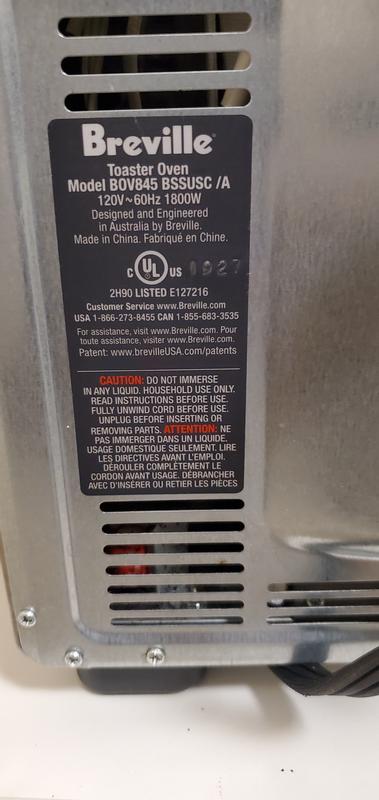 Breville
Toaster Oven
Model BOV845 BSSUSC /A
120V~60Hz 1800W
Designed and Engineered
in Australia by Breville.
Made in China. Fabriqué en Chine.
C UL US 1927
2H90 LISTED E127216
Customer Service www.Breville.com
USA 1-866-273-8455 CAN 1-855-683-3535
For assistance, visit www.Breville.com. Pour
toute assistance, visiter www.Breville.com.
Patent: www.brevilleUSA.com/patents
CAUTION: DO NOT IMMERSE
IN ANY LIQUID. HOUSEHOLD USE ONLY.
READ INSTRUCTIONS BEFORE USE.
FULLY UNWIND CORD BEFORE USE.
UNPLUG BEFORE INSERTING OR
REMOVING PARTS. ATTENTION: NE
PAS IMMERGER DANS UN LIQUIDE.
USAGE DOMESTIQUE SEULEMENT. LIRE
LES DIRECTIVES AVANT L'EMPLOI.
DÉROULER COMPLÈTEMENT LE
CORDON AVANT USAGE. DÉBRANCHER
AVEC D'INSÉRER OU RETIER LES PIÈCES